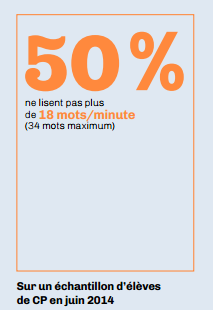 50 %
ne lisent pas plus
de 18 mots/minute
(34 mots maximum)
Sur un échantillon d'élèves
de CP en juin 2014